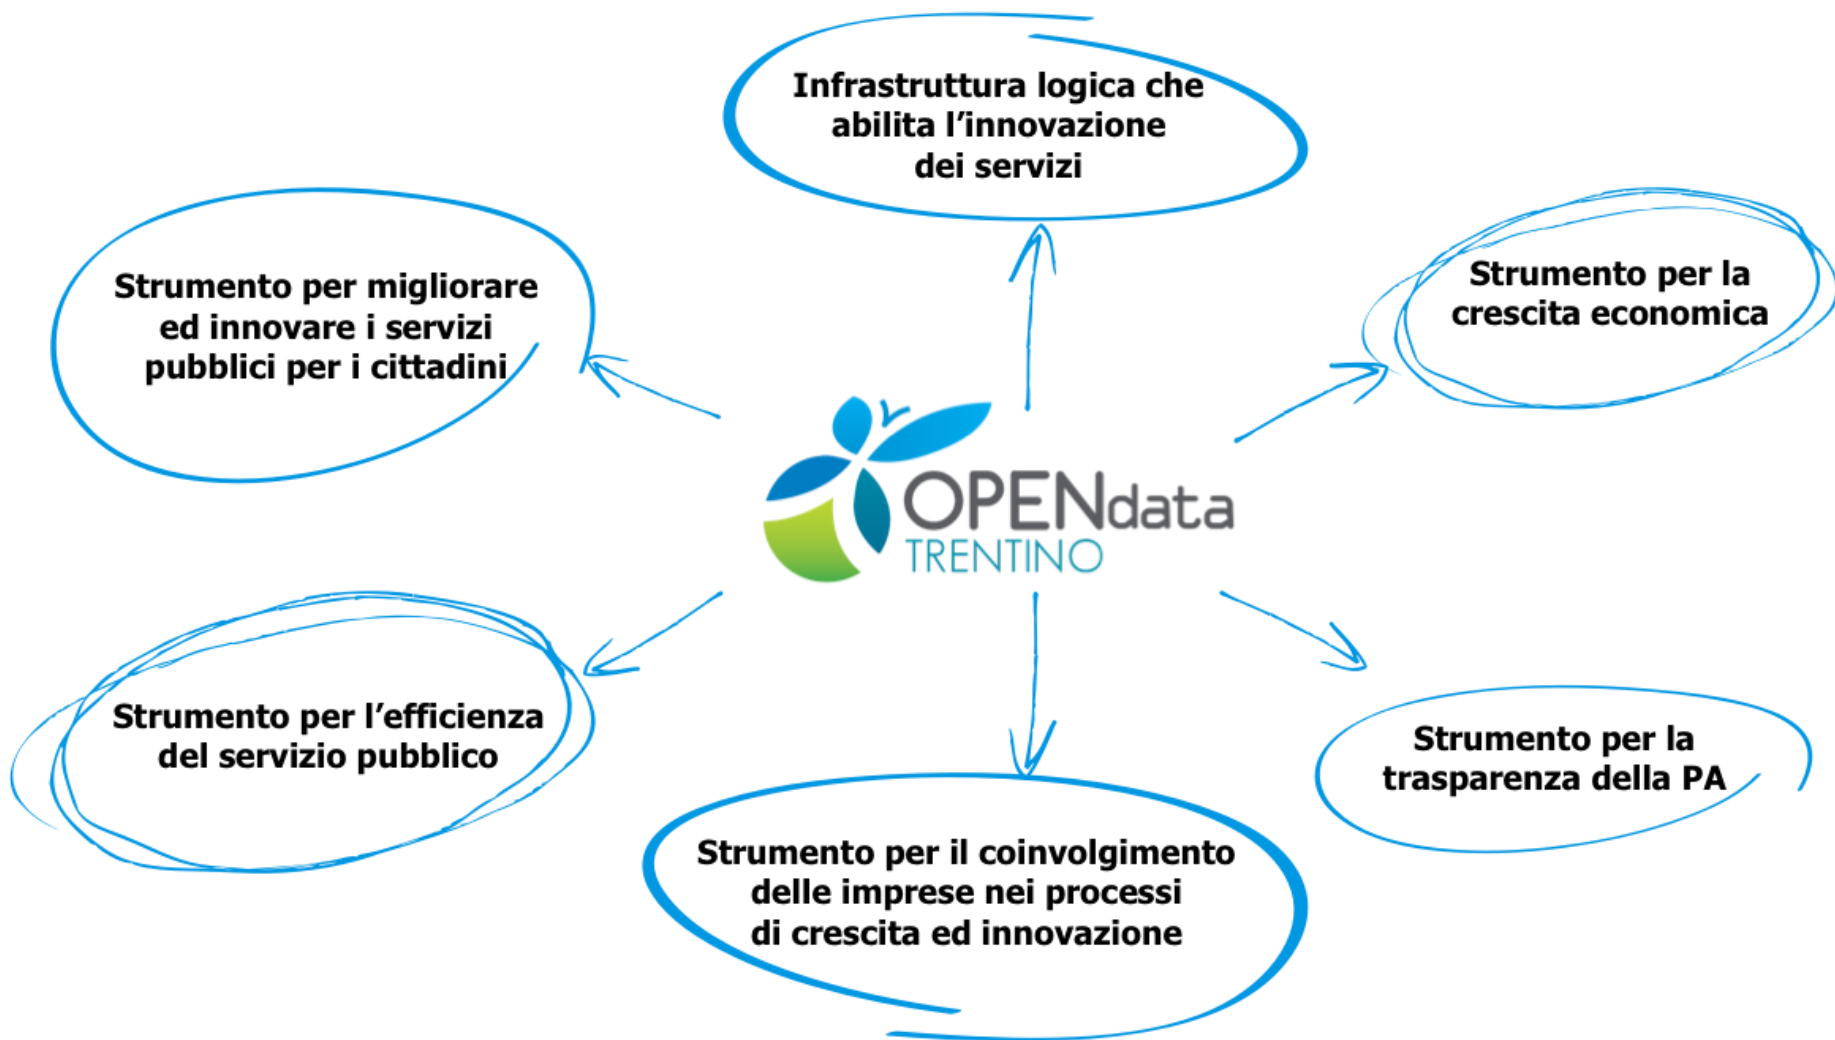 Infrastruttura logica che
abilita l’innovazione
dei servizi
Strumento per migliorare
ed innovare i servizi
pubblici per i cittadini
Strumento per la
crescita economica
OPENdata
TRENTINO
Strumento per l’efficienza
del servizio pubblico
Strumento per la
trasparenza della PA
Strumento per il coinvolgimento
delle imprese nei processi
di crescita ed innovazione